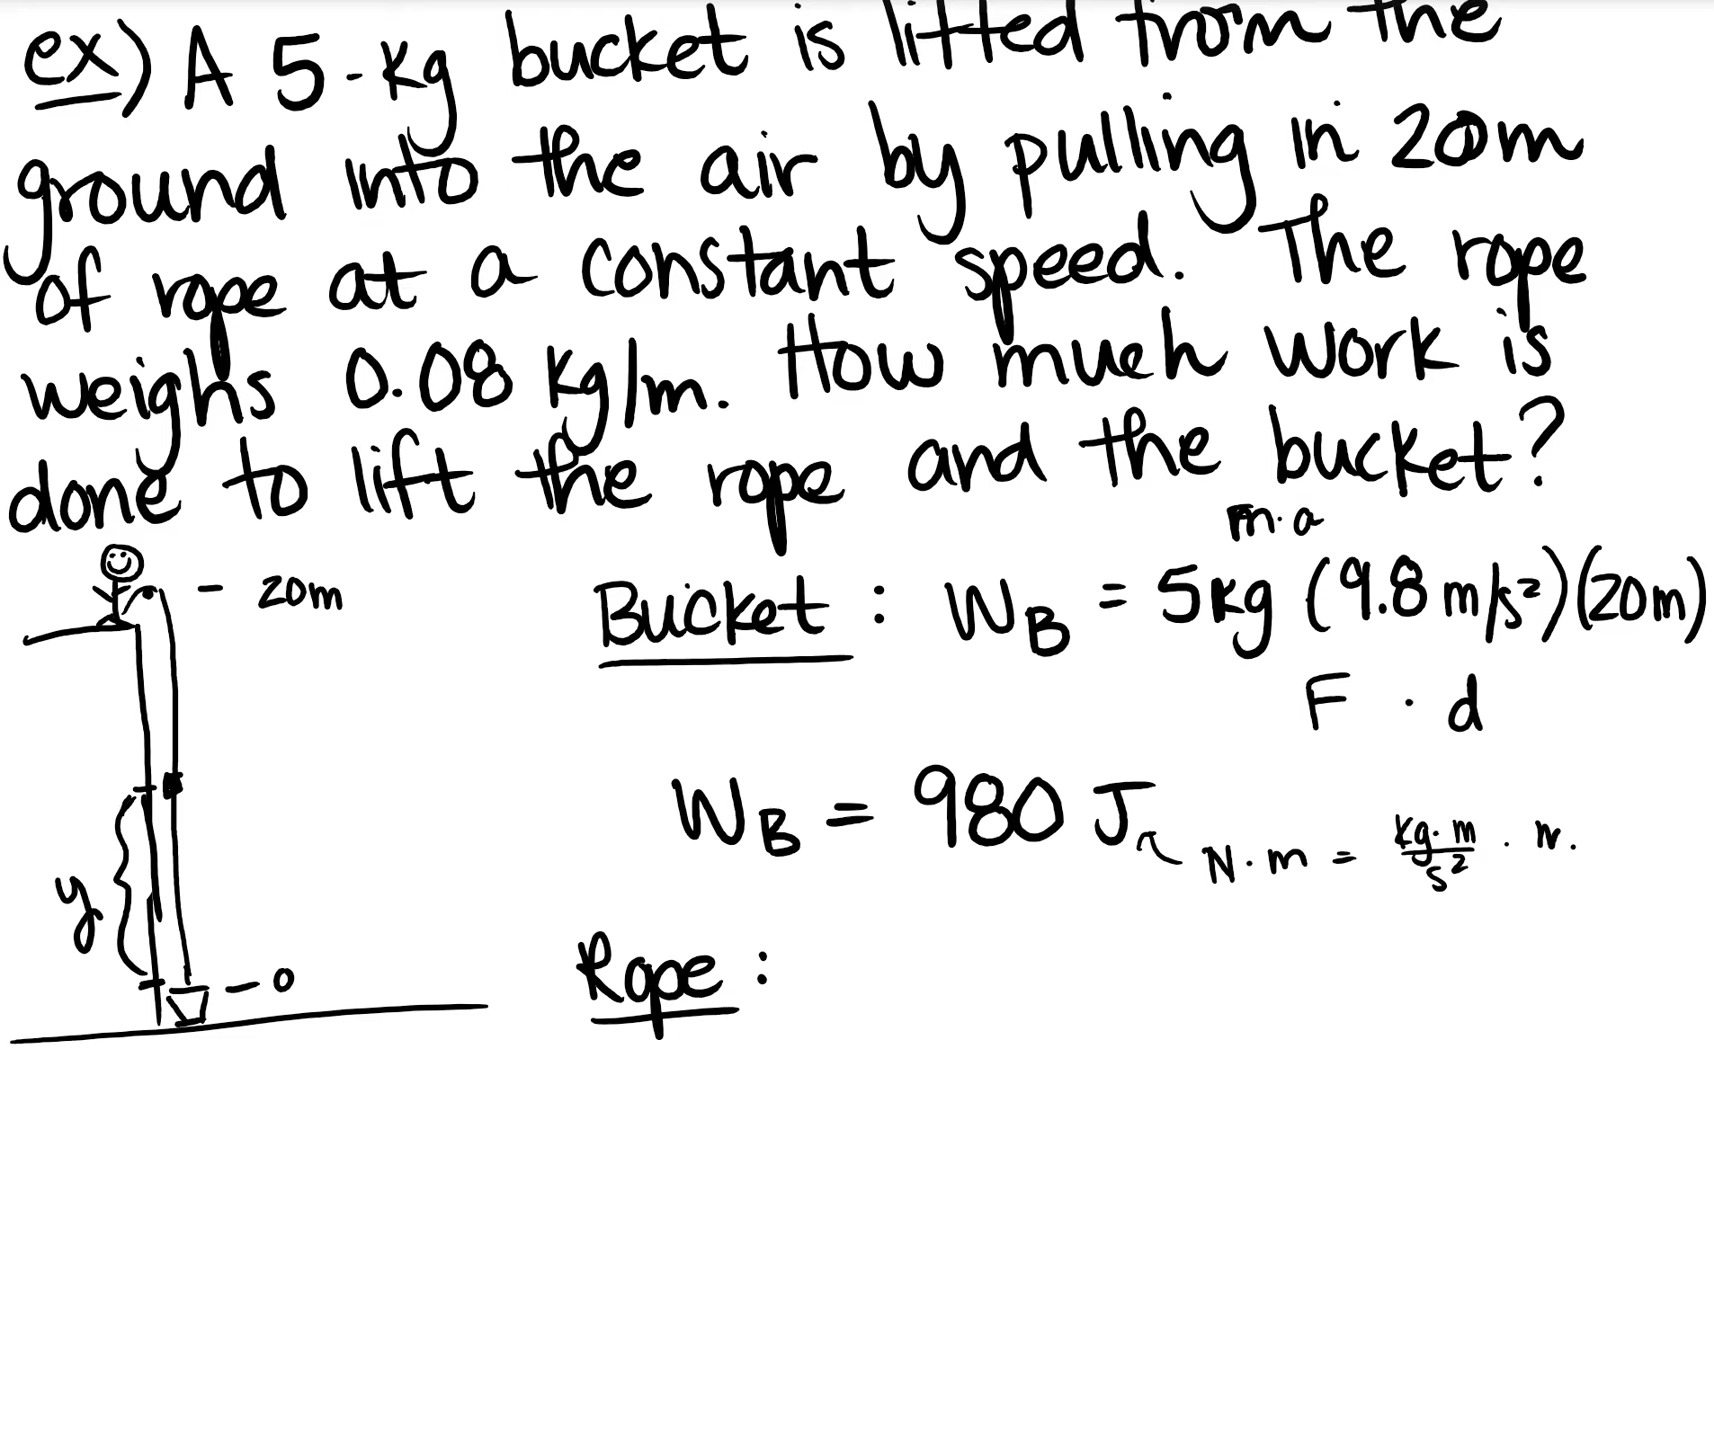 ex) A 5-kg bucket is lifted from the
ground into the air by pulling in 20m
of rope at a constant speed. The rope
weighs 0.08 kg/m. How much work is
done to lift the rope and the bucket?
m·a
- 20m
Bucket : W_B = 5kg (9.8 m/s²)(20m)
F · d
W_B = 980 J
N·m = kg·m/s² · m.
y
- 0
Rope :